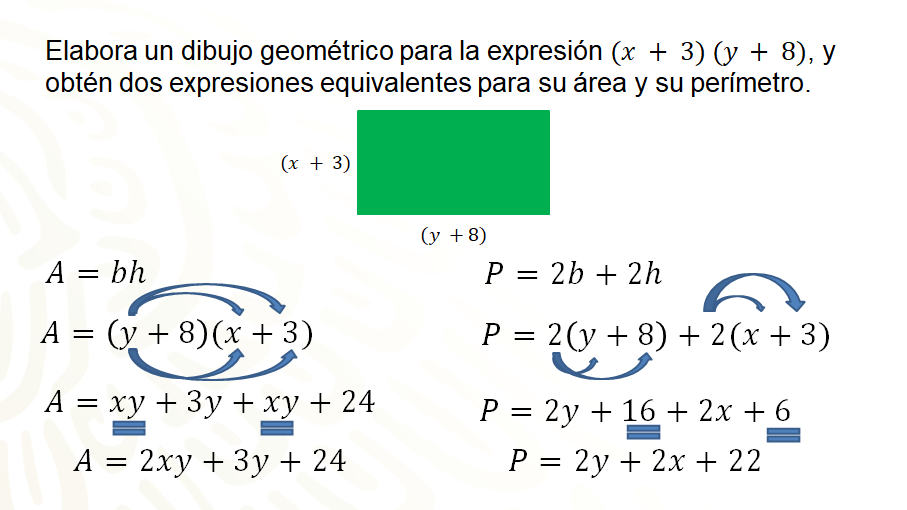 Elabora un dibujo geométrico para la expresión (x + 3) (y + 8), y
obtén dos expresiones equivalentes para su área y su perímetro.
(x + 3)
(y + 8)
A = bh
A = (y + 8)(x + 3)
A = xy + 3y + xy + 24
A = 2xy + 3y + 24
P = 2b + 2h
P = 2(y + 8) + 2(x + 3)
P = 2y + 16 + 2x + 6
P = 2y + 2x + 22